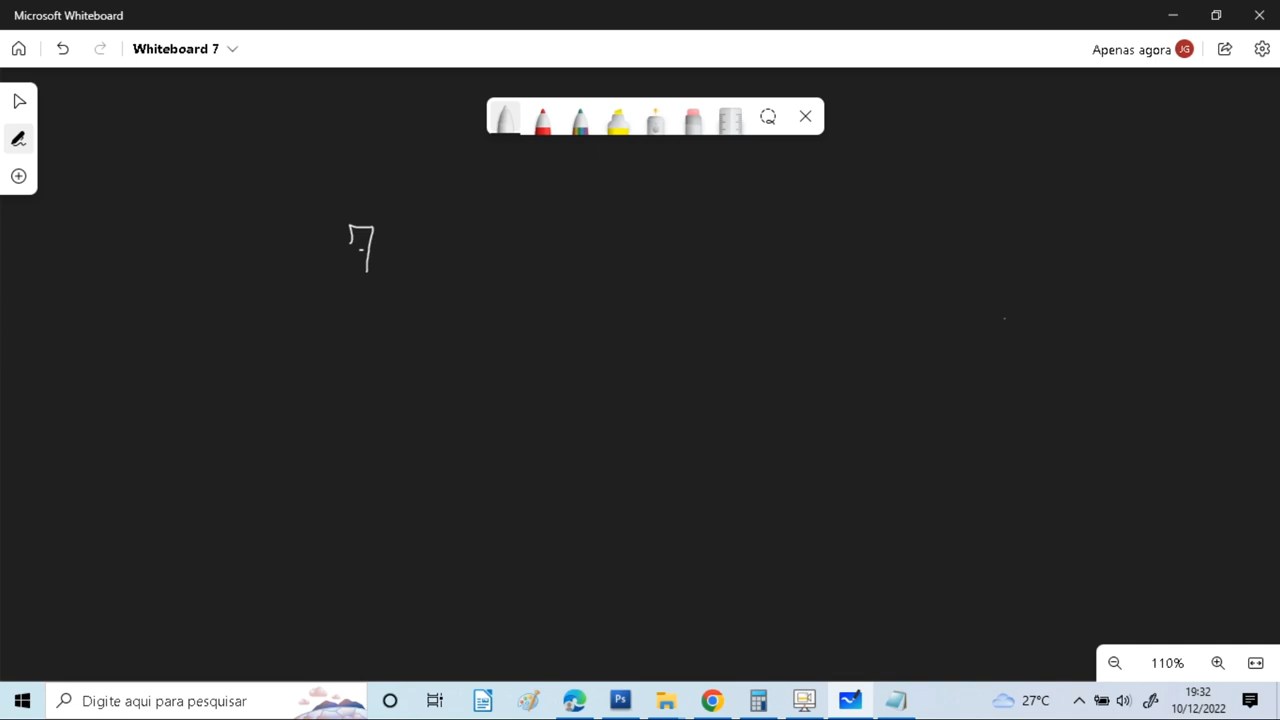 Microsoft Whiteboard
Whiteboard 7
Apenas agora JG
7
110%
Digite aqui para pesquisar
27°C
19:32
10/12/2022